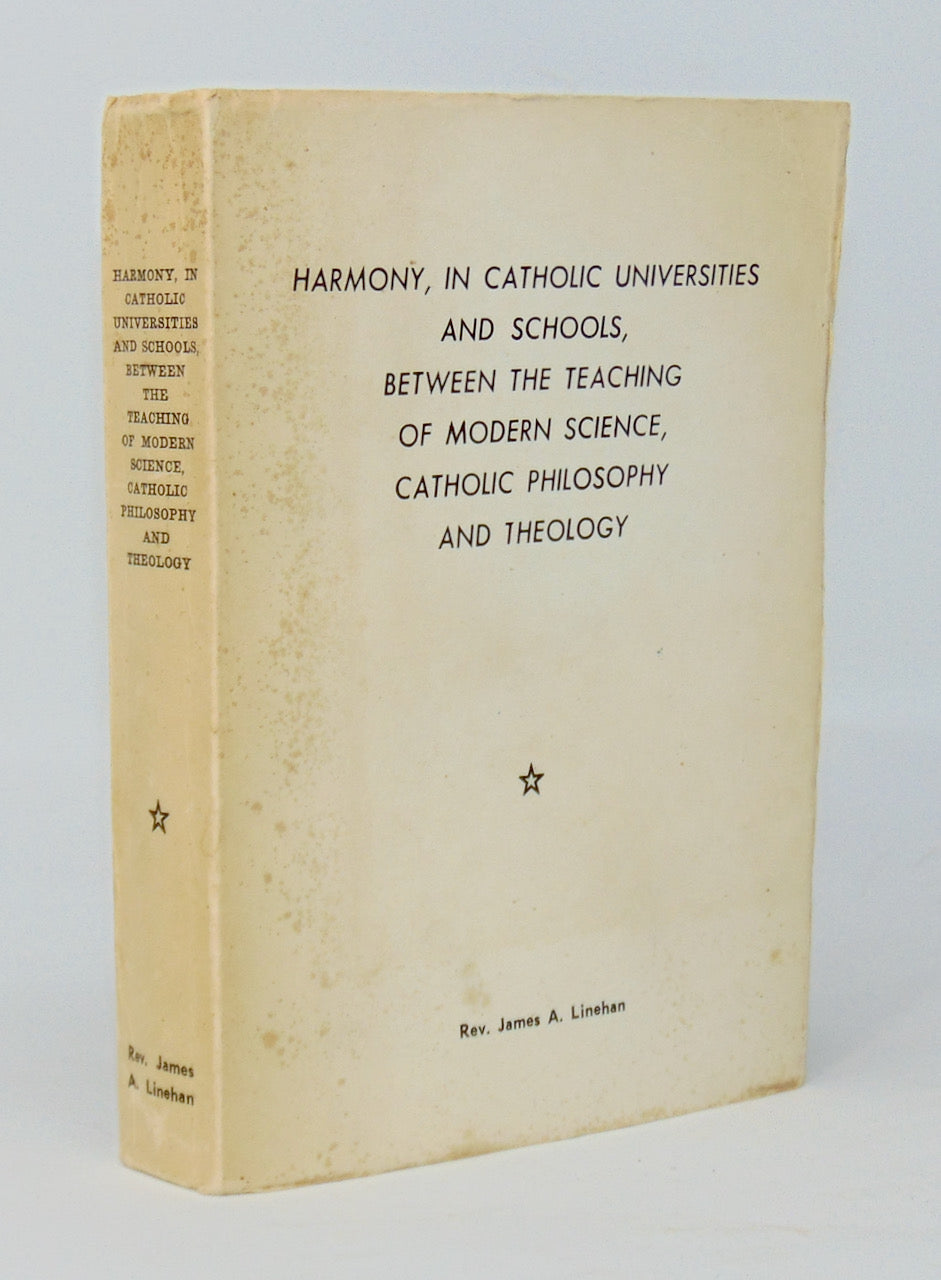 HARMONY, IN
CATHOLIC
UNIVERSITIES
AND SCHOOLS,
BETWEEN
THE
TEACHING
OF MODERN
SCIENCE,
CATHOLIC
PHILOSOPHY
AND
THEOLOGY
Rev. James
A. Linehan
HARMONY, IN CATHOLIC UNIVERSITIES
AND SCHOOLS,
BETWEEN THE TEACHING
OF MODERN SCIENCE,
CATHOLIC PHILOSOPHY
AND THEOLOGY
Rev. James A. Linehan